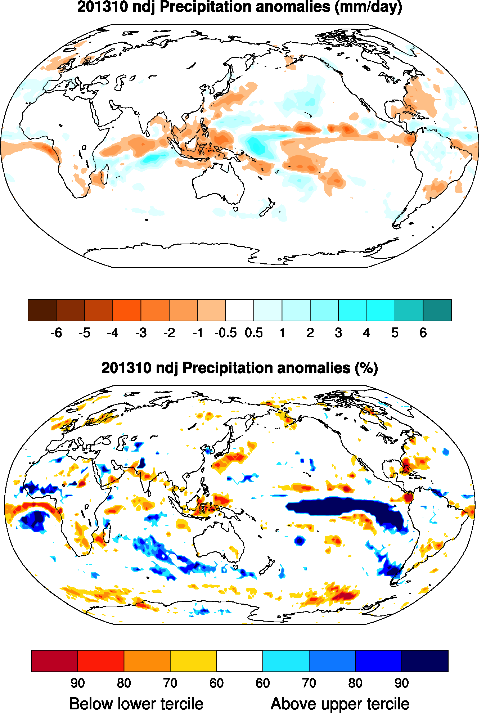 201310 ndj Precipitation anomalies (mm/day)
-6 -5 -4 -3 -2 -1 -0.5 0.5 1 2 3 4 5 6
201310 ndj Precipitation anomalies (%)
90 80 70 60 60 70 80 90
Below lower tercile Above upper tercile